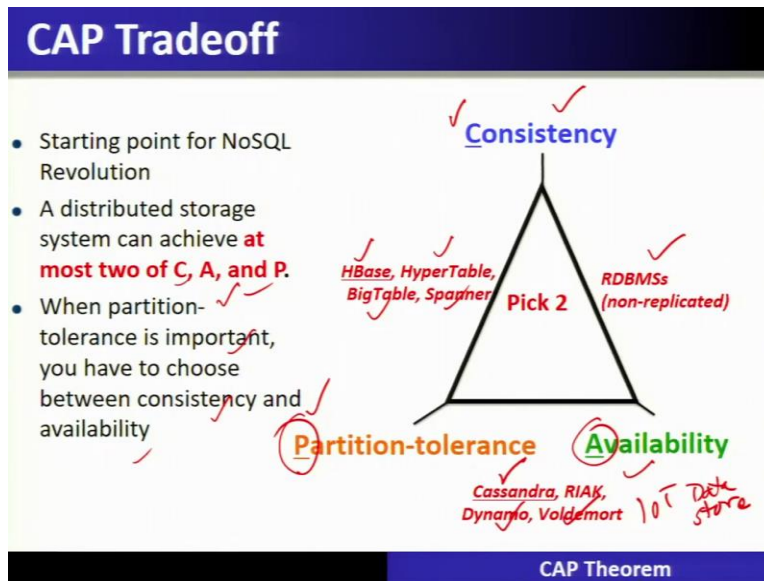 CAP Tradeoff
Consistency
Starting point for NoSQL
Revolution
A distributed storage
system can achieve at
most two of C, A, and P.
When partition-
tolerance is important,
you have to choose
between consistency and
availability
HBase, HyperTable,
BigTable, Spanner
Pick 2
RDBMSs
(non-replicated)
Partition-tolerance
Availability
Cassandra, RIAK,
Dynamo, Voldemort
IoT Data
store
CAP Theorem